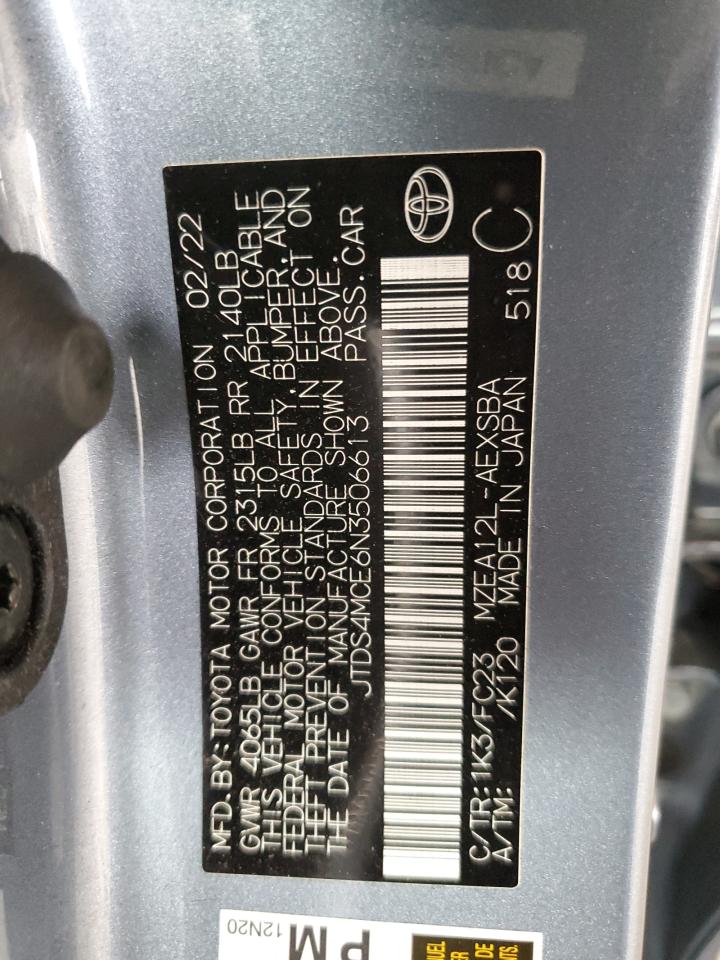 MFD. BY: TOYOTA MOTOR CORPORATION 02/22
GVWR 4065LB GAWR FR 2315LB RR 2140LB
THIS VEHICLE CONFORMS TO ALL APPLICABLE
FEDERAL MOTOR VEHICLE SAFETY, BUMPER, AND
THEFT PREVENTION STANDARDS IN EFFECT ON
THE DATE OF MANUFACTURE SHOWN ABOVE.
JTDS4MCE6N3506613 PASS. CAR
C/TR: 1K3/FC23 MZEA12L-AEXSBA 518 C
A/TM: /K120 MADE IN JAPAN
12N20
PM
DE